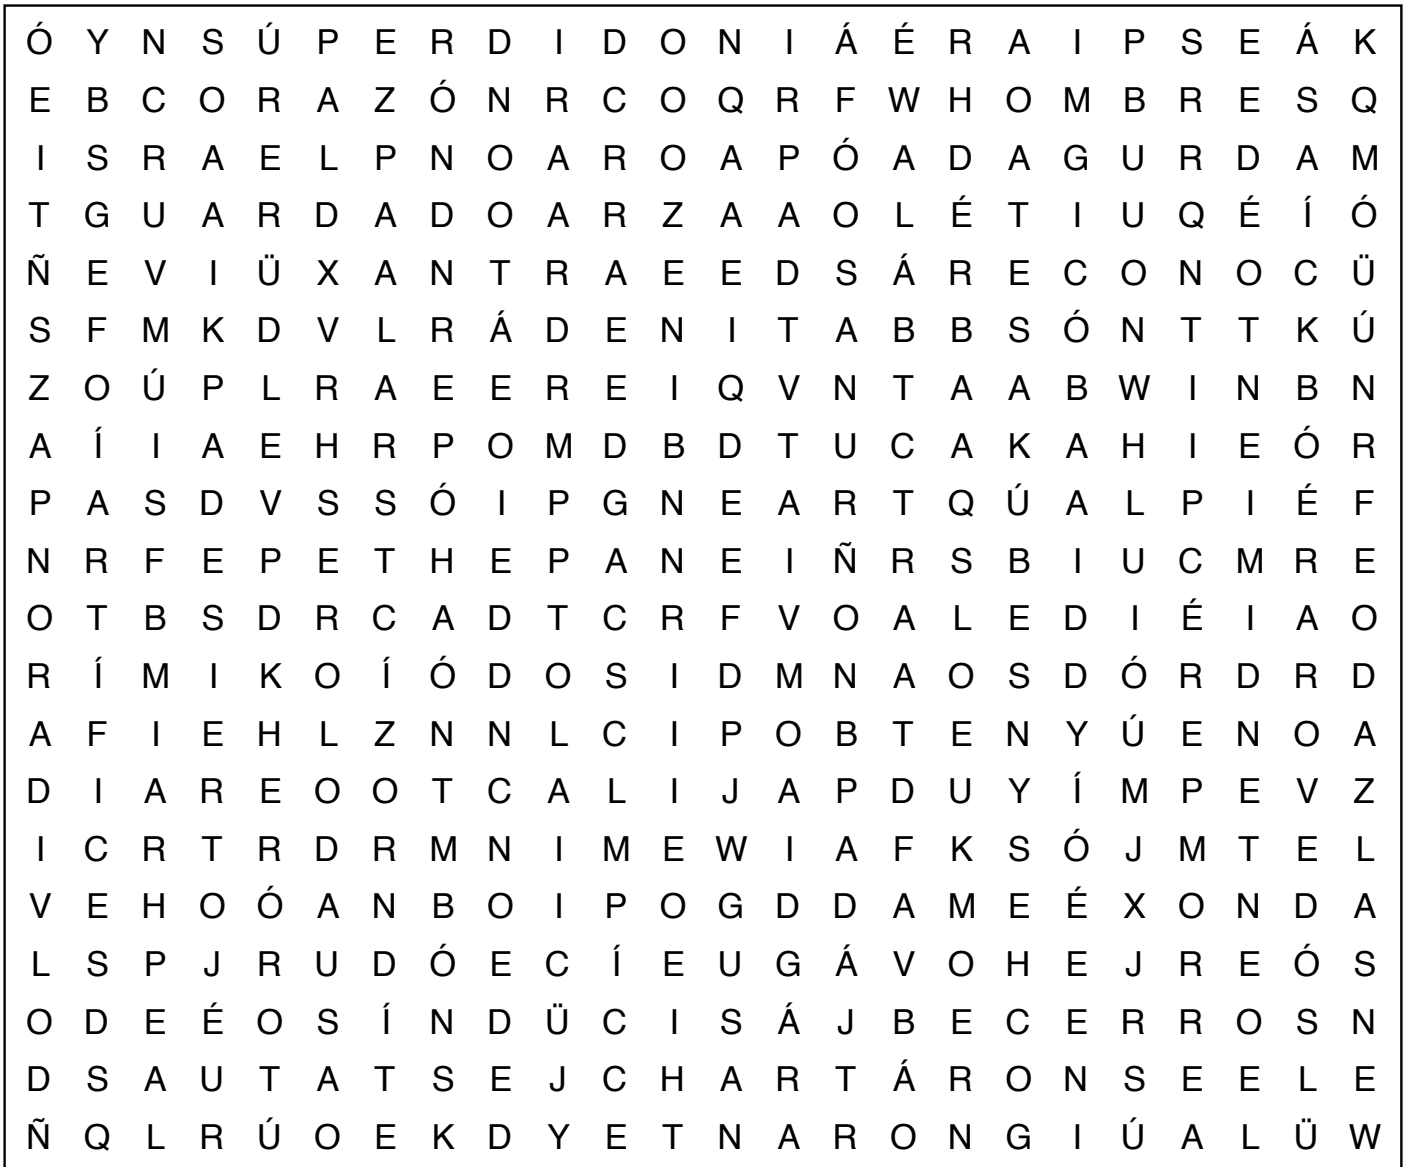 Ó Y N S Ú P E R D I D O N I Á É R A I P S E Á K
E B C O R A Z Ó N R C O Q R F W H O M B R E S Q
I S R A E L P N O A R O A P Ó A D A G U R D A M
T G U A R D A D O A R Z A A O L É T I U Q É Í Ó
Ñ E V I Ü X A N T R A E E D S Á R E C O N O C Ü
S F M K D V L R Á D E N I T A B B S Ó N T T K Ú
Z O Ú P L R A E E R E I Q V N T A A B W I N B N
A Í I A E H R P O M D B D T U C A K A H I E Ó R
P A S D V S S Ó I P G N E A R T Q Ú A L P I É F
N R F E P E T H E P A N E I Ñ R S B I U C M R E
O T B S D R C A D T C R F V O A L E D I É I A O
R Í M I K O Í Ó D O S I D M N A O S D Ó R D R D
A F I E H L Z N N L C I P O B T E N Y Ú E N O A
D I A R E O O T C A L I J A P D U Y Í M P E V Z
I C R T R D R M N I M E W I A F K S Ó J M T E L
V E H O Ó A N B O I P O G D D A M E É X O N D A
L S P J R U D Ó E C Í E U G Á V O H E J R E Ó S
O D E É O S Í N D Ü C I S Á J B E C E R R O S N
D S A U T A T S E J C H A R T Á R O N S E E L E
Ñ Q L R Ú O E K D Y E T N A R O N G I Ú A L Ü W